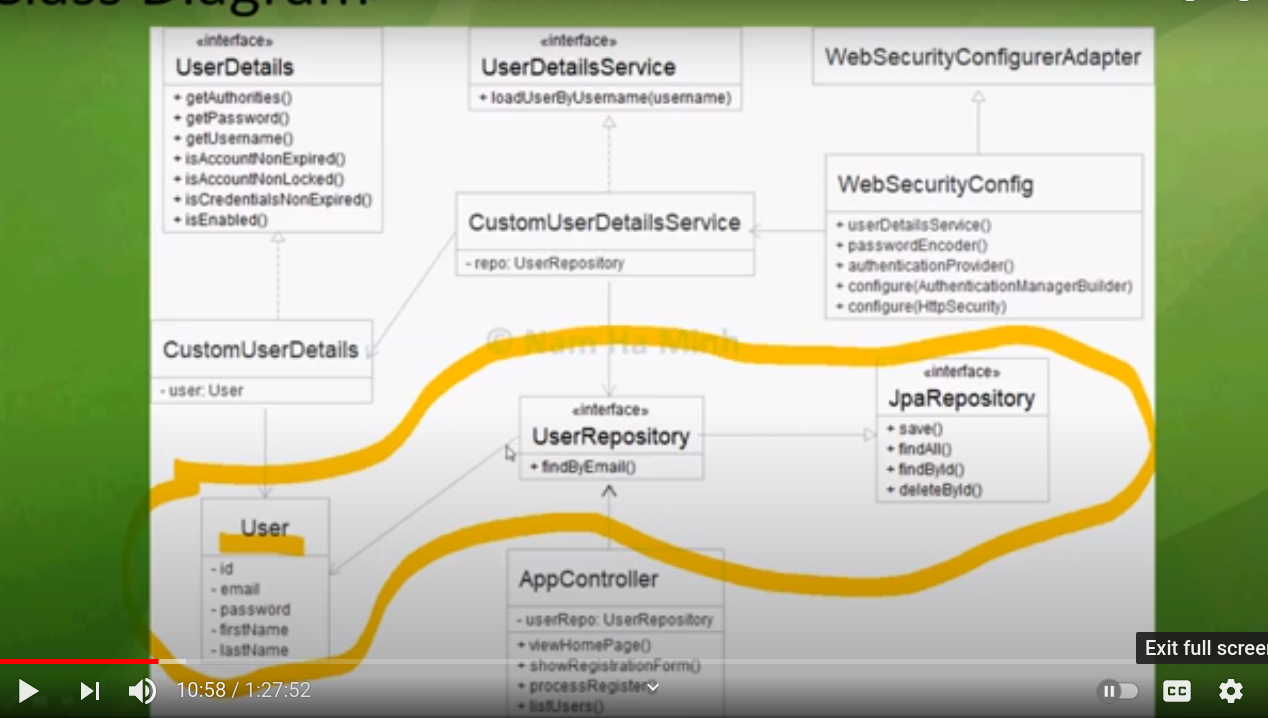 Class Diagram
«interface»
UserDetails
+ getAuthorities()
+ getPassword()
+ getUsername()
+ isAccountNonExpired()
+ isAccountNonLocked()
+ isCredentialsNonExpired()
+ isEnabled()
«interface»
UserDetailsService
+ loadUserByUsername(username)
WebSecurityConfigurerAdapter
CustomUserDetailsService
- repo: UserRepository
WebSecurityConfig
+ userDetailsService()
+ passwordEncoder()
+ authenticationProvider()
+ configure(AuthenticationManagerBuilder)
+ configure(HttpSecurity)
CustomUserDetails
- user: User
© Nam Ha Minh
«interface»
UserRepository
+ findByEmail()
«interface»
JpaRepository
+ save()
+ findAll()
+ findById()
+ deleteById()
User
- id
- email
- password
- firstName
- lastName
AppController
- userRepo: UserRepository
+ viewHomePage()
+ showRegistrationForm()
+ processRegister()
+ listUsers()
Exit full screen
10:58 / 1:27:52
CC